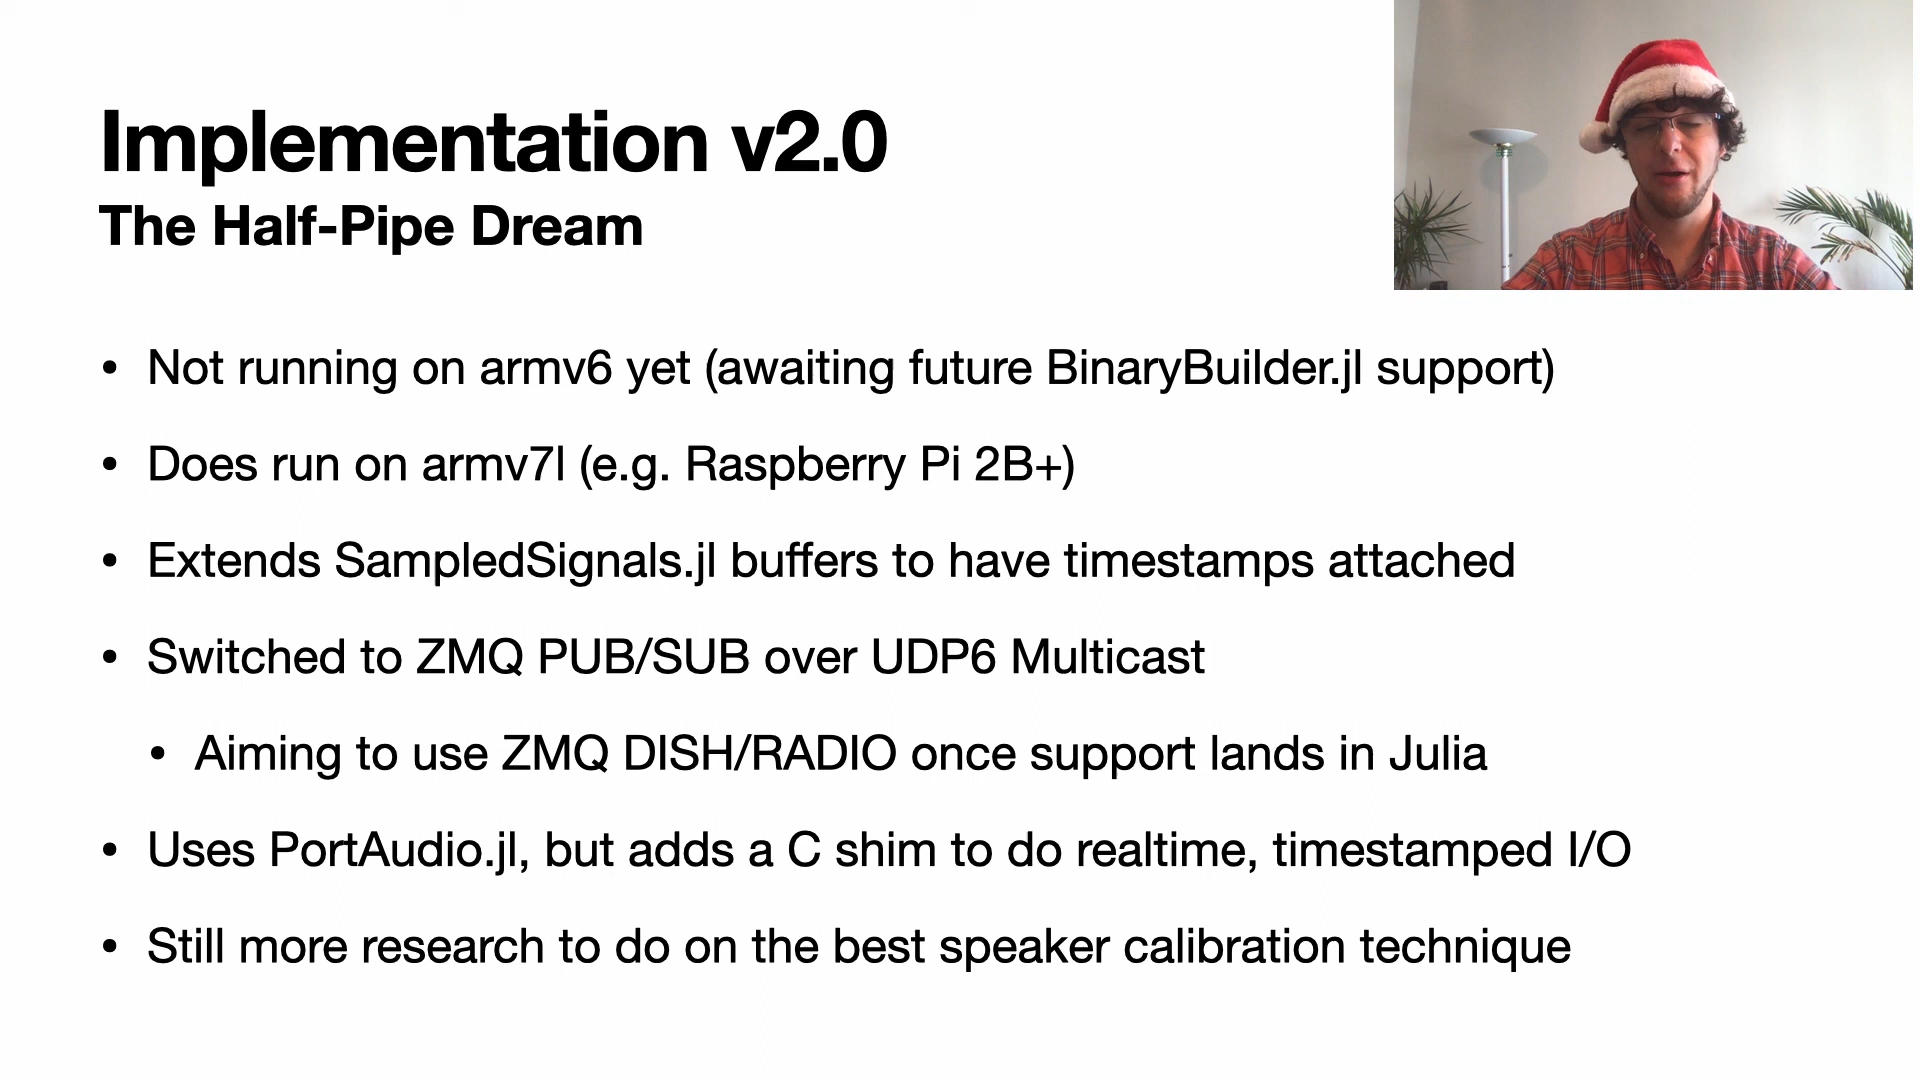 Implementation v2.0
The Half-Pipe Dream
• Not running on armv6 yet (awaiting future BinaryBuilder.jl support)
• Does run on armv7l (e.g. Raspberry Pi 2B+)
• Extends SampledSignals.jl buffers to have timestamps attached
• Switched to ZMQ PUB/SUB over UDP6 Multicast
• Aiming to use ZMQ DISH/RADIO once support lands in Julia
• Uses PortAudio.jl, but adds a C shim to do realtime, timestamped I/O
• Still more research to do on the best speaker calibration technique